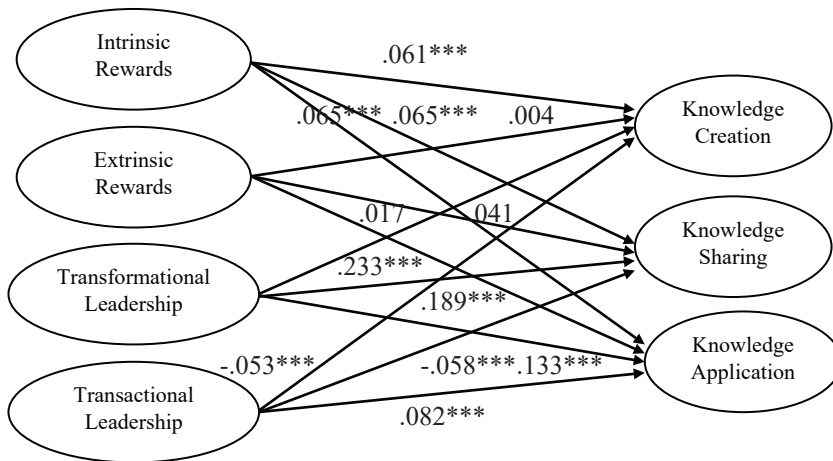 Intrinsic
Rewards
.061***
Knowledge
Creation
.065***
.065***
.004
Extrinsic
Rewards
.017
.041
Knowledge
Sharing
Transformational
Leadership
.233***
.189***
Knowledge
Application
-.053***
-.058***
.133***
Transactional
Leadership
.082***